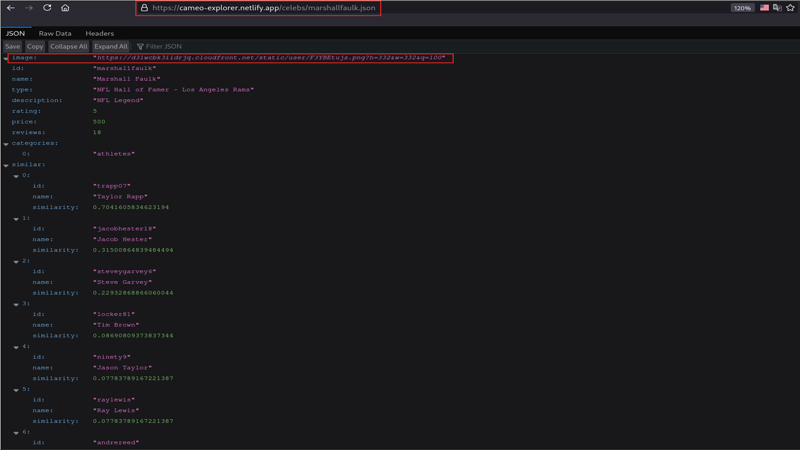 https://cameo-explorer.netlify.app/celebs/marshallfaulk.json
120%
JSON Raw Data Headers
Save Copy Collapse All Expand All Filter JSON
image: "https://d31wcbk3iidrjq.cloudfront.net/static/user/F3YBEtujs.png?h=332&w=332&q=100"
id: "marshallfaulk"
name: "Marshall Faulk"
type: "NFL Hall of Famer - Los Angeles Rams"
description: "NFL Legend"
rating: 5
price: 500
reviews: 18
categories:
0: "athletes"
similar:
0:
id: "trapp07"
name: "Taylor Rapp"
similarity: 0.7041605834623194
1:
id: "jacobhester18"
name: "Jacob Hester"
similarity: 0.31500864839484494
2:
id: "steveygarvey6"
name: "Steve Garvey"
similarity: 0.22932868866060044
3:
id: "locker81"
name: "Tim Brown"
similarity: 0.08690809373837344
4:
id: "ninety9"
name: "Jason Taylor"
similarity: 0.07783789167221387
5:
id: "raylewis"
name: "Ray Lewis"
similarity: 0.07783789167221387
6:
id: "andrereed"